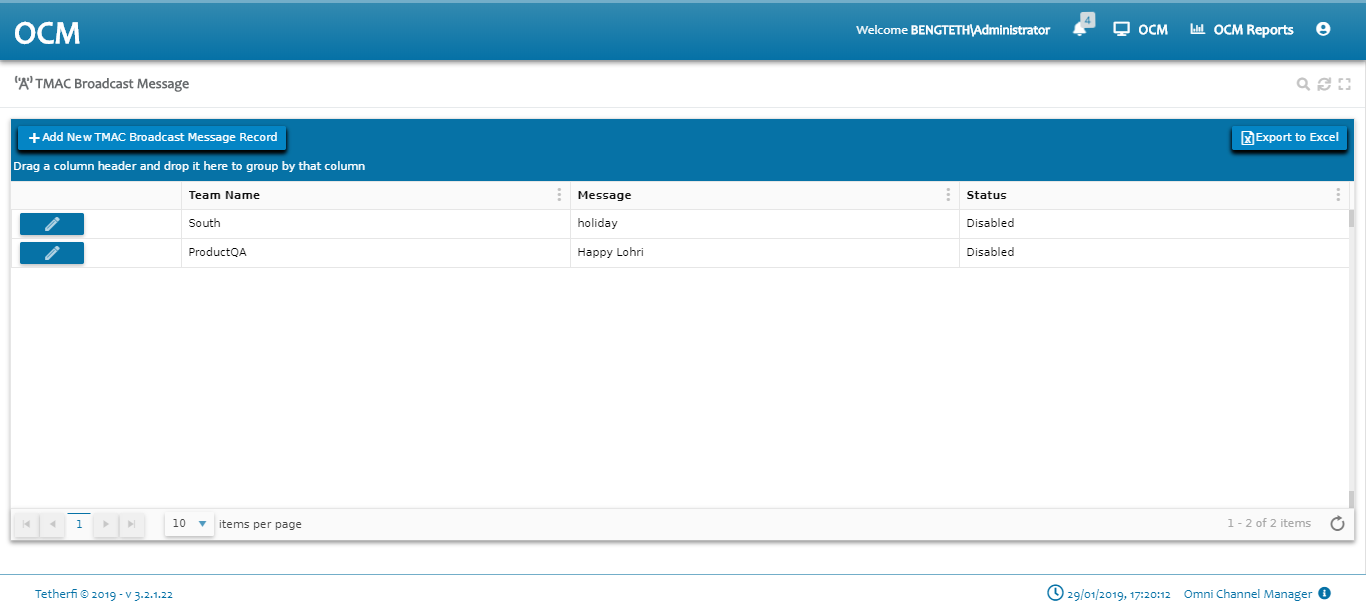 OCM
Welcome BENGTETH\Administrator
4
OCM
OCM Reports
TMAC Broadcast Message
Add New TMAC Broadcast Message Record
Export to Excel
Drag a column header and drop it here to group by that column
Team Name Message Status
South holiday Disabled
ProductQA Happy Lohri Disabled
1 10 items per page 1 - 2 of 2 items
Tetherfi © 2019 - v 3.2.1.22 29/01/2019, 17:20:12 Omni Channel Manager